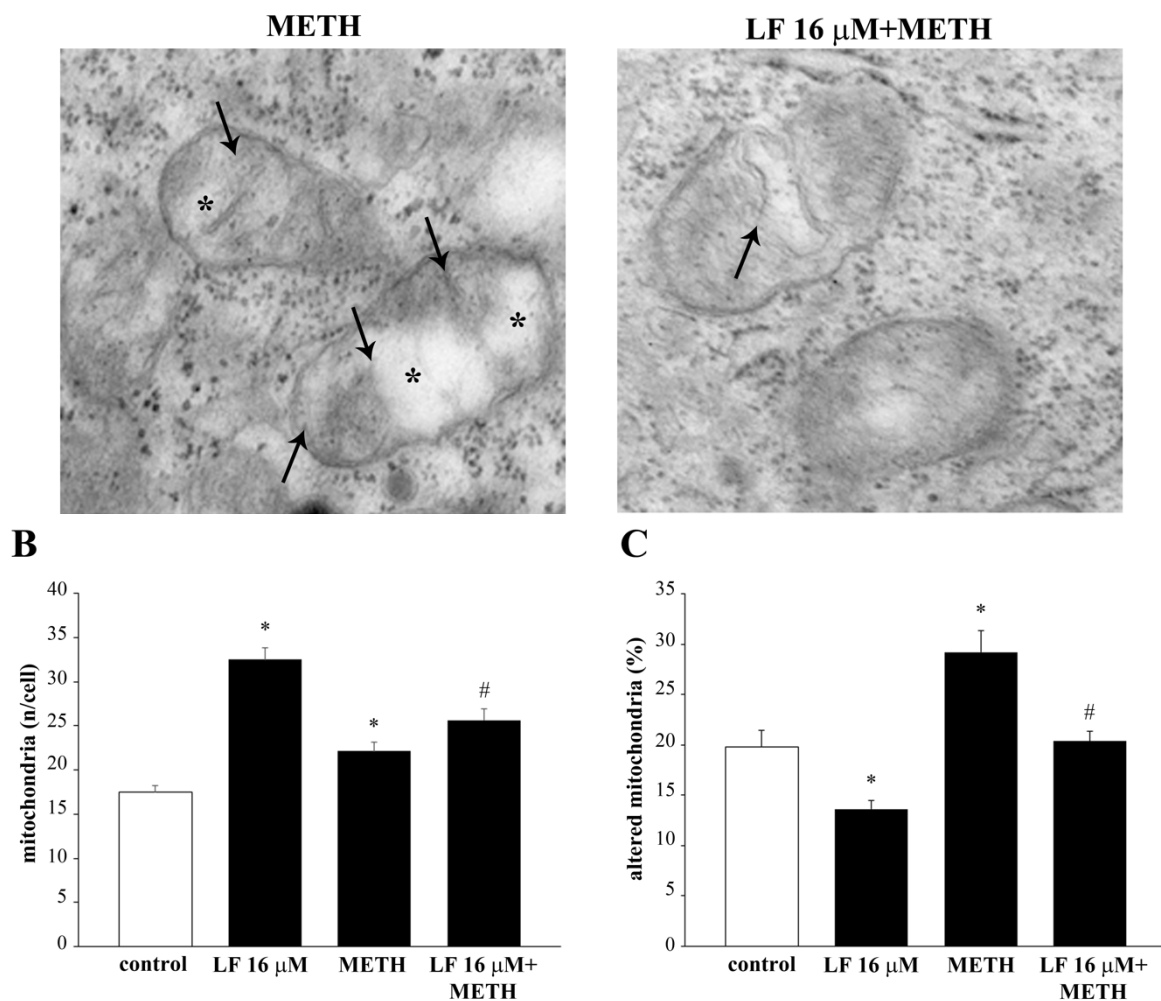 METH
LF 16 μM+METH
*
*
*
B
mitochondria (n/cell)
40
35
30
25
20
15
10
5
0
*
*
#
control
LF 16 μM
METH
LF 16 μM+
METH
C
altered mitochondria (%)
35
30
25
20
15
10
5
0
*
*
#
control
LF 16 μM
METH
LF 16 μM+
METH